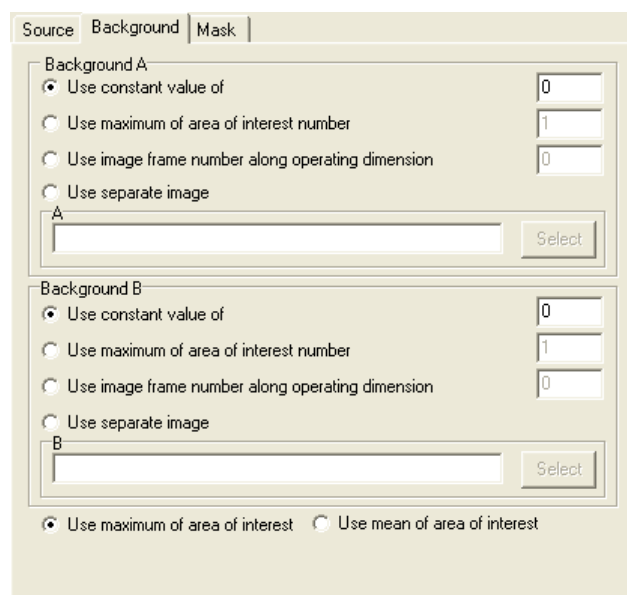 Source Background Mask
Background A
Use constant value of 0
Use maximum of area of interest number 1
Use image frame number along operating dimension 0
Use separate image
A
Select
Background B
Use constant value of 0
Use maximum of area of interest number 1
Use image frame number along operating dimension 0
Use separate image
B
Select
Use maximum of area of interest Use mean of area of interest